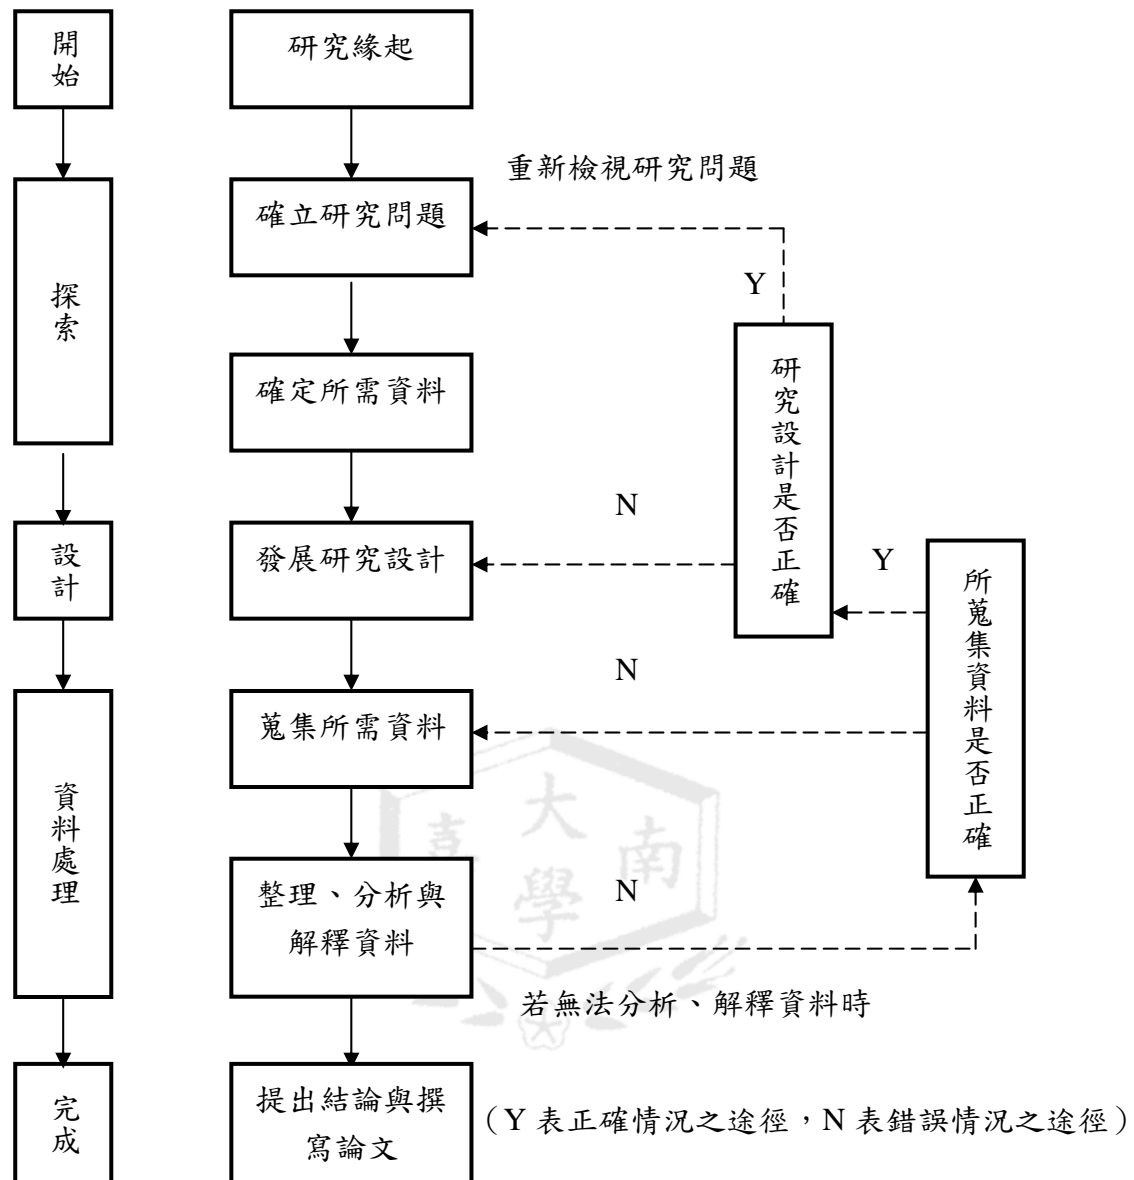 開始
研究緣起
重新檢視研究問題
確立研究問題
探索
Y
確定所需資料
研究設計是否正確
N
設計
發展研究設計
Y
所蒐集資料是否正確
N
蒐集所需資料
資料處理
整理、分析與
解釋資料
N
若無法分析、解釋資料時
完成
提出結論與撰
寫論文
（Y 表正確情況之途徑，N 表錯誤情況之途徑）
南
大
學